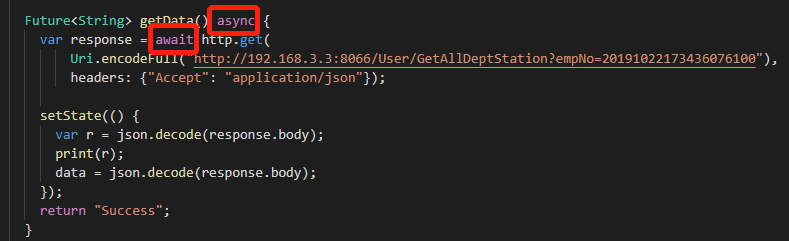 Future<String> getData() async {
var response = await http.get(
Uri.encodeFull("http://192.168.3.3:8066/User/GetAllDeptStation?empNo=20191022173436076100"),
headers: {"Accept": "application/json"});
setState(() {
var r = json.decode(response.body);
print(r);
data = json.decode(response.body);
});
return "Success";
}